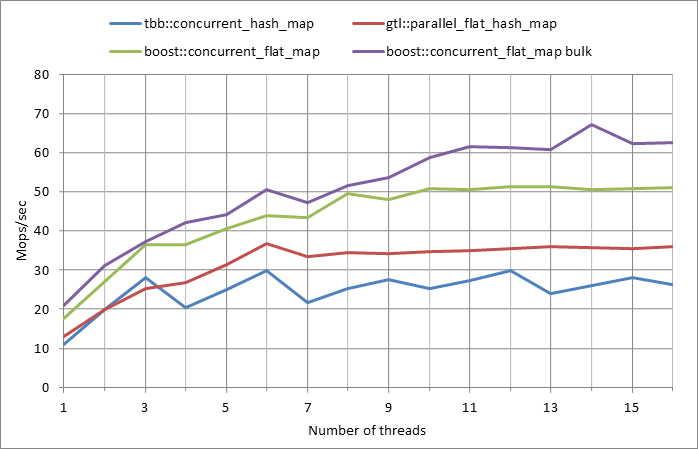 tbb::concurrent_hash_map gtl::parallel_flat_hash_map
boost::concurrent_flat_map boost::concurrent_flat_map bulk
80
70
60
50
40
30
20
10
0
Mops/sec
1 3 5 7 9 11 13 15
Number of threads